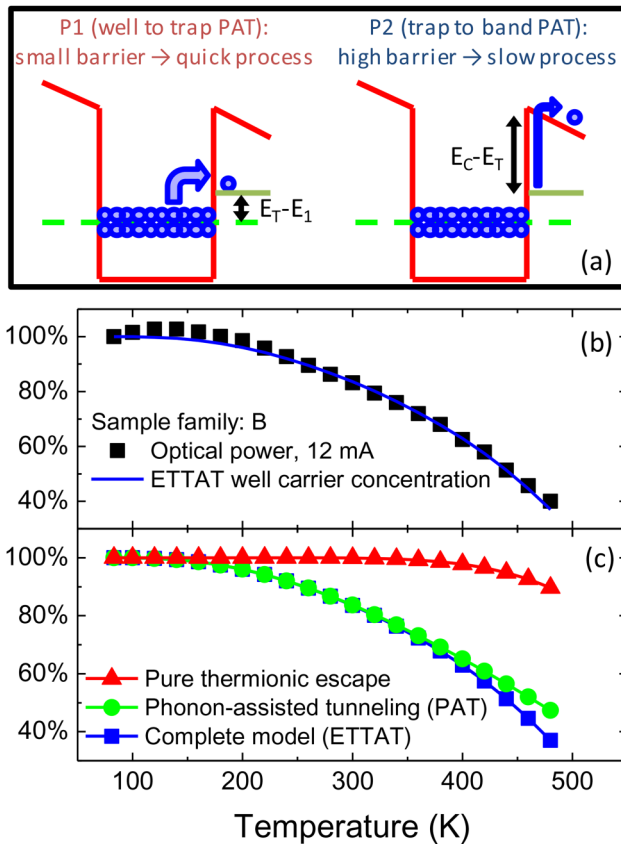 P1 (well to trap PAT):
small barrier → quick process
P2 (trap to band PAT):
high barrier → slow process
E_T-E_1
E_C-E_T
(a)
100%
80%
60%
40%
(b)
Sample family: B
Optical power, 12 mA
ETTAT well carrier concentration
100%
80%
60%
40%
(c)
Pure thermionic escape
Phonon-assisted tunneling (PAT)
Complete model (ETTAT)
100 200 300 400 500
Temperature (K)